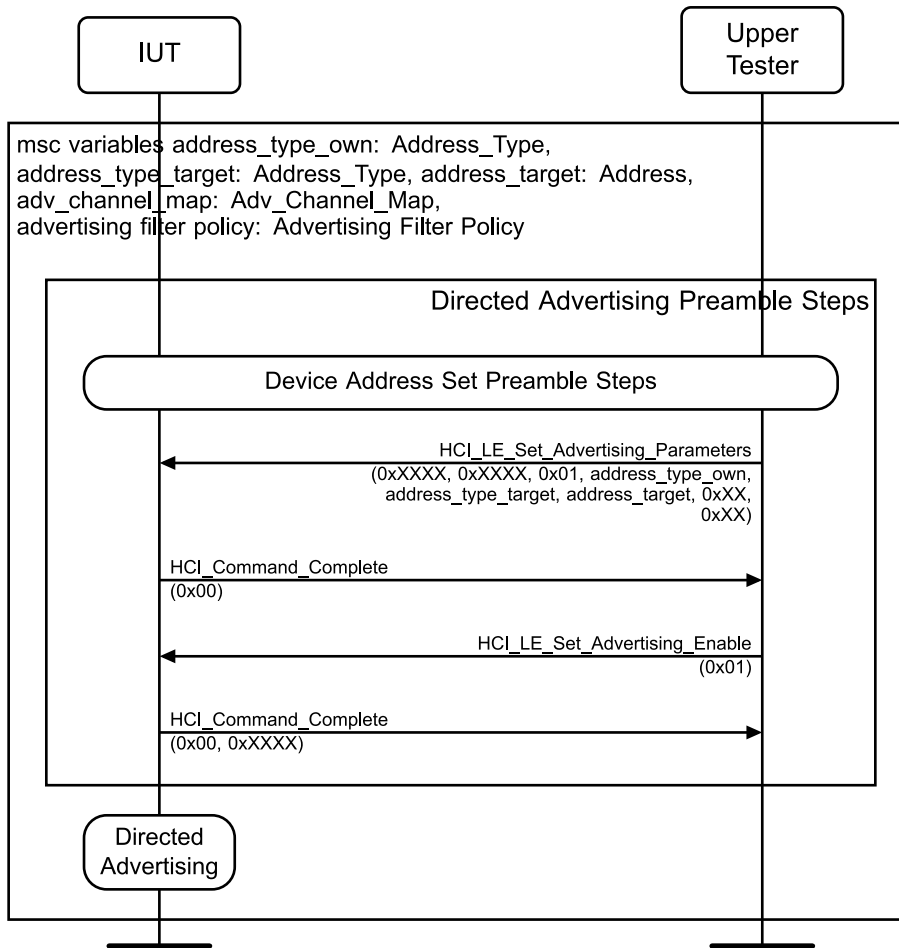 IUT
Upper
Tester
msc variables address_type_own: Address_Type,
address_type_target: Address_Type, address_target: Address,
adv_channel_map: Adv_Channel_Map,
advertising filter policy: Advertising Filter Policy
Directed Advertising Preamble Steps
Device Address Set Preamble Steps
HCI_LE_Set_Advertising_Parameters
(0xXXXX, 0xXXXX, 0x01, address_type_own,
address_type_target, address_target, 0xXX,
0xXX)
HCI_Command_Complete
(0x00)
HCI_LE_Set_Advertising_Enable
(0x01)
HCI_Command_Complete
(0x00, 0xXXXX)
Directed
Advertising